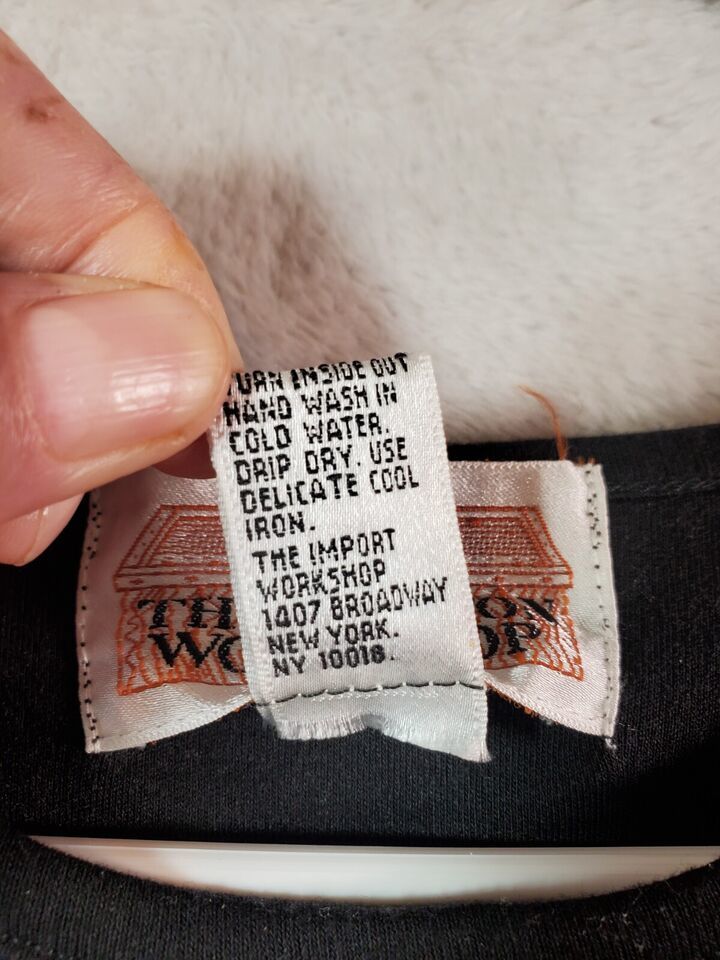 TURN INSIDE OUT
HAND WASH IN
COLD WATER.
DRIP DRY. USE
DELICATE COOL
IRON.
THE IMPORT
WORKSHOP
1407 BROADWAY
NEW YORK.
NY 10018.